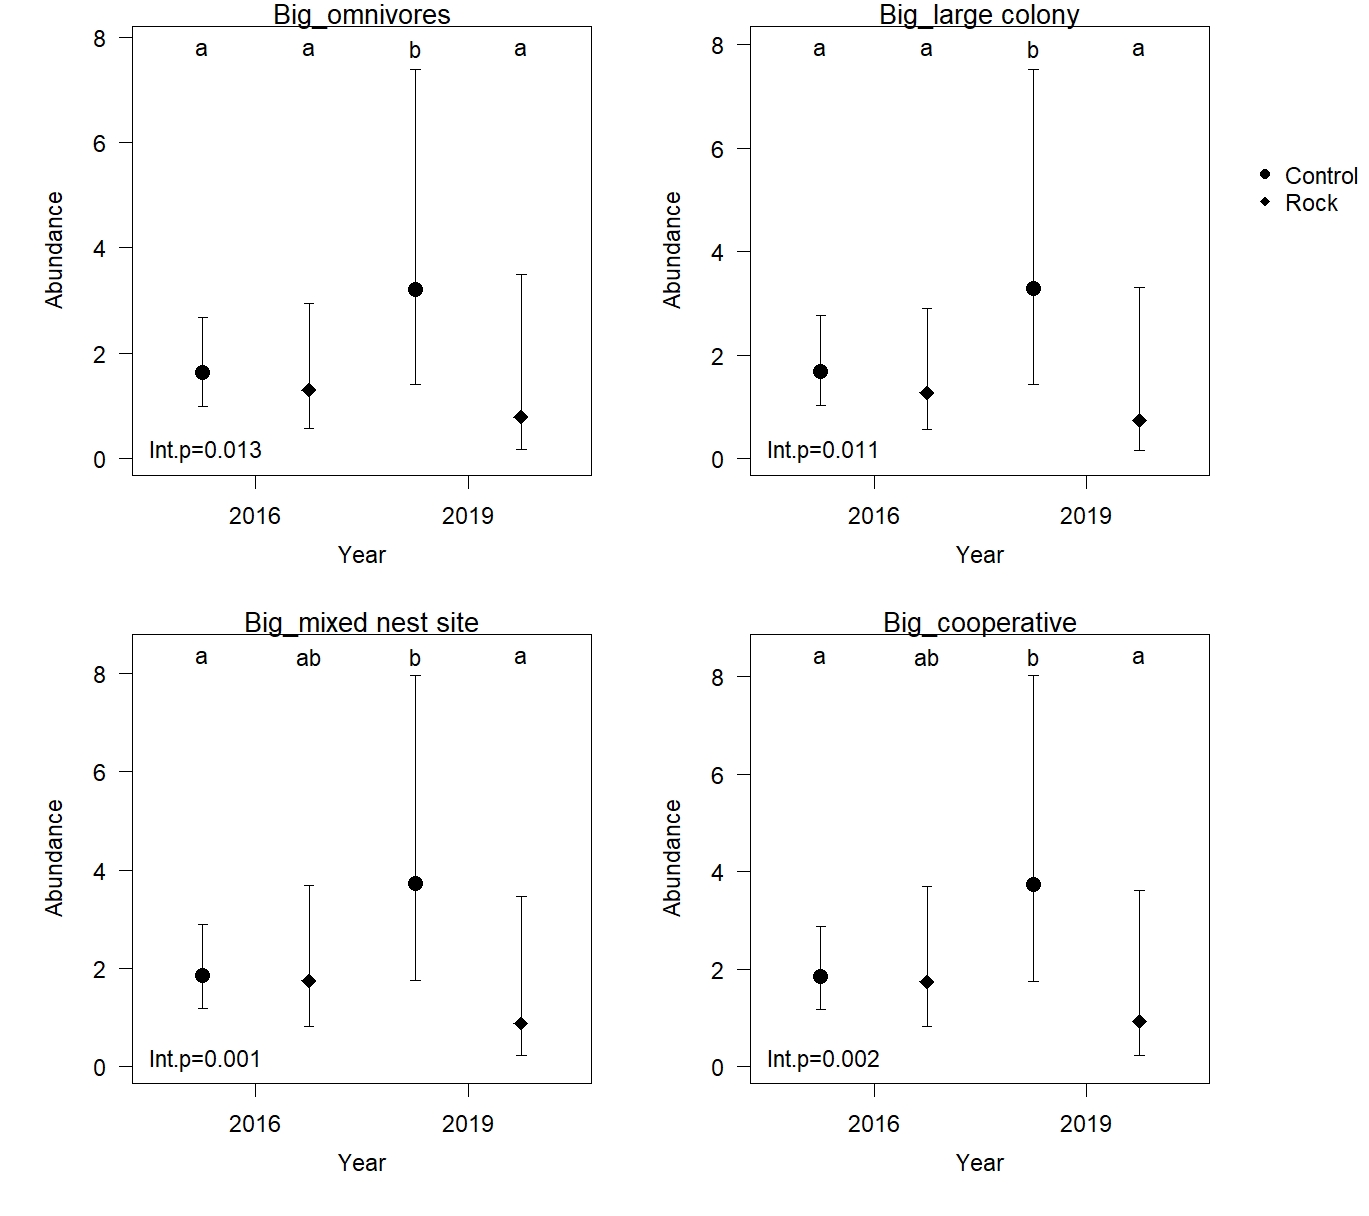 Big_omnivores
8
6
4
2
0
Abundance
a a b a
Int.p=0.013
2016 2019
Year
Big_large colony
8
6
4
2
0
Abundance
a a b a
Int.p=0.011
2016 2019
Year
Control
Rock
Big_mixed nest site
8
6
4
2
0
Abundance
a ab b a
Int.p=0.001
2016 2019
Year
Big_cooperative
8
6
4
2
0
Abundance
a ab b a
Int.p=0.002
2016 2019
Year